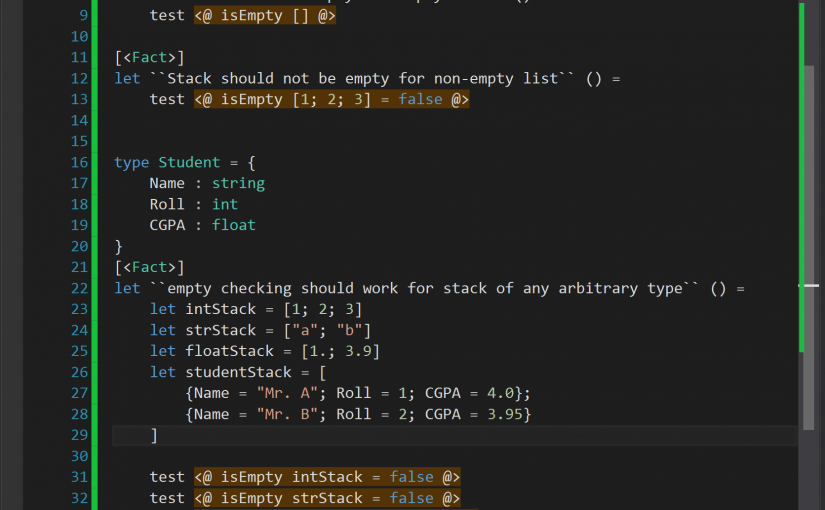 9 test <@ isEmpty [] @>
10
11 [<Fact>]
12 let ``Stack should not be empty for non-empty list`` () =
13 test <@ isEmpty [1; 2; 3] = false @>
14
15
16 type Student = {
17 Name : string
18 Roll : int
19 CGPA : float
20 }
21 [<Fact>]
22 let ``empty checking should work for stack of any arbitrary type`` () =
23 let intStack = [1; 2; 3]
24 let strStack = ["a"; "b"]
25 let floatStack = [1.; 3.9]
26 let studentStack = [
27 {Name = "Mr. A"; Roll = 1; CGPA = 4.0};
28 {Name = "Mr. B"; Roll = 2; CGPA = 3.95}
29 ]
30
31 test <@ isEmpty intStack = false @>
32 test <@ isEmpty strStack = false @>